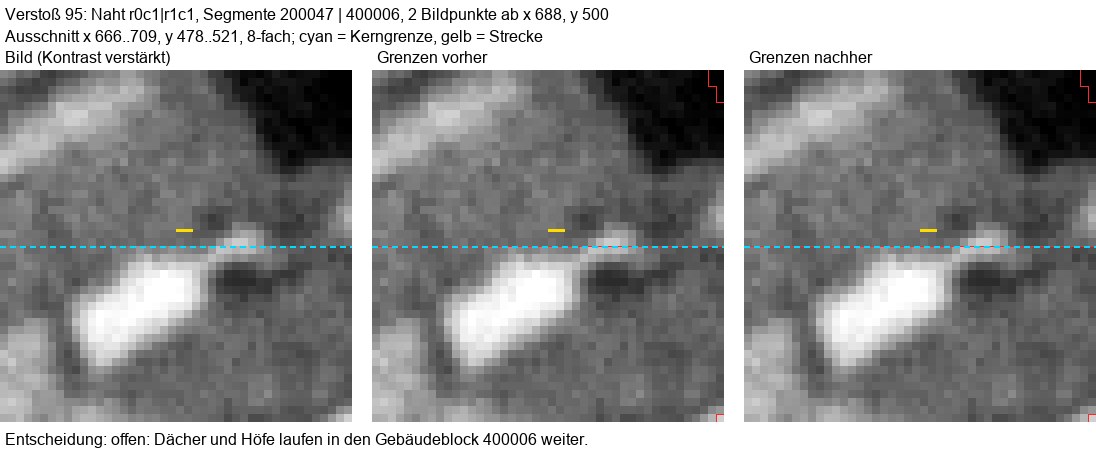 Verstoß 95: Naht r0c1|r1c1, Segmente 200047 | 400006, 2 Bildpunkte ab x 688, y 500
Ausschnitt x 666..709, y 478..521, 8-fach; cyan = Kerngrenze, gelb = Strecke
Bild (Kontrast verstärkt)
Grenzen vorher
Grenzen nachher
Entscheidung: offen: Dächer und Höfe laufen in den Gebäudeblock 400006 weiter.